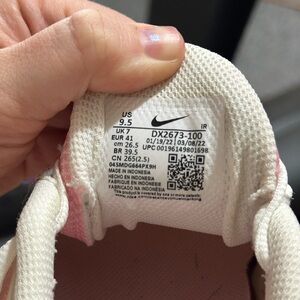 US
9.5
UK 7
EUR 41
cm 26.5
BR 39.5
CN 265(2.5)
IR
DX2673-100
01/19/22 03/08/22
UPC 00196149801698
MADE IN INDONESIA
HECHO EN INDONESIA
FABRIQUE EN INDONESIE
FABRICADO NA INDONESIA